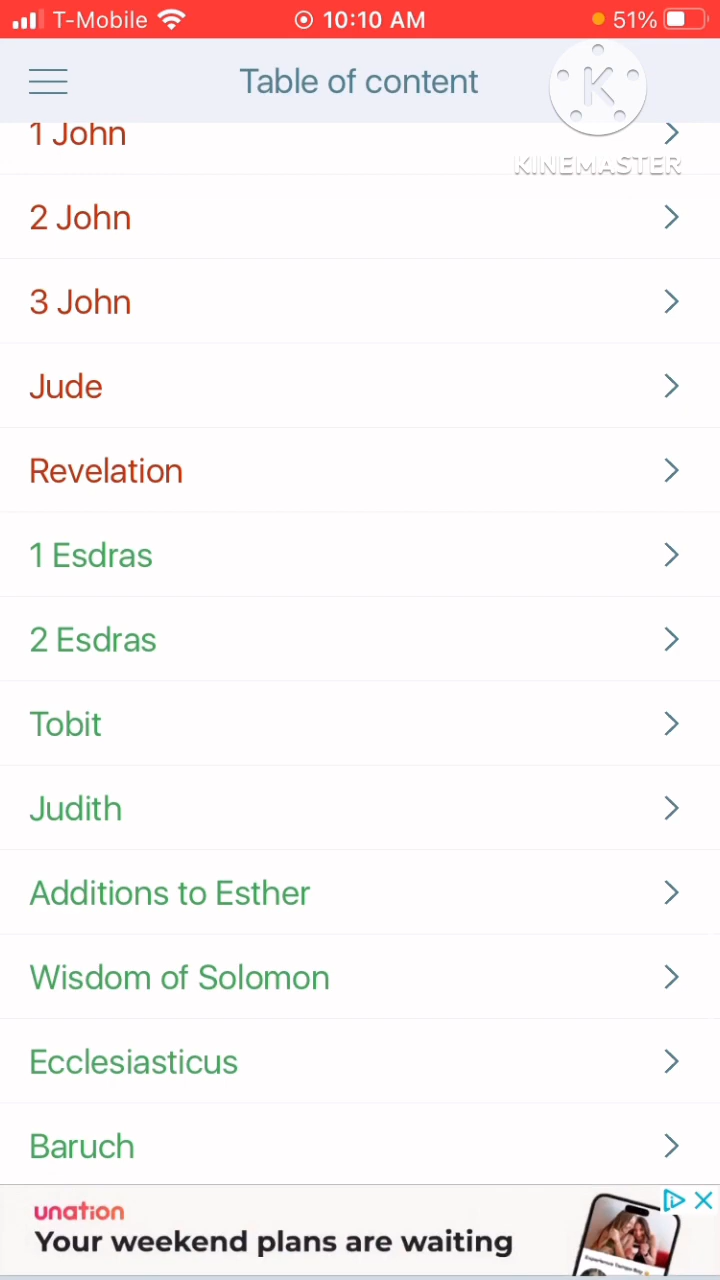 T-Mobile 10:10 AM 51%
Table of content
K
KINEMASTER
1 John
2 John
3 John
Jude
Revelation
1 Esdras
2 Esdras
Tobit
Judith
Additions to Esther
Wisdom of Solomon
Ecclesiasticus
Baruch
unation
Your weekend plans are waiting